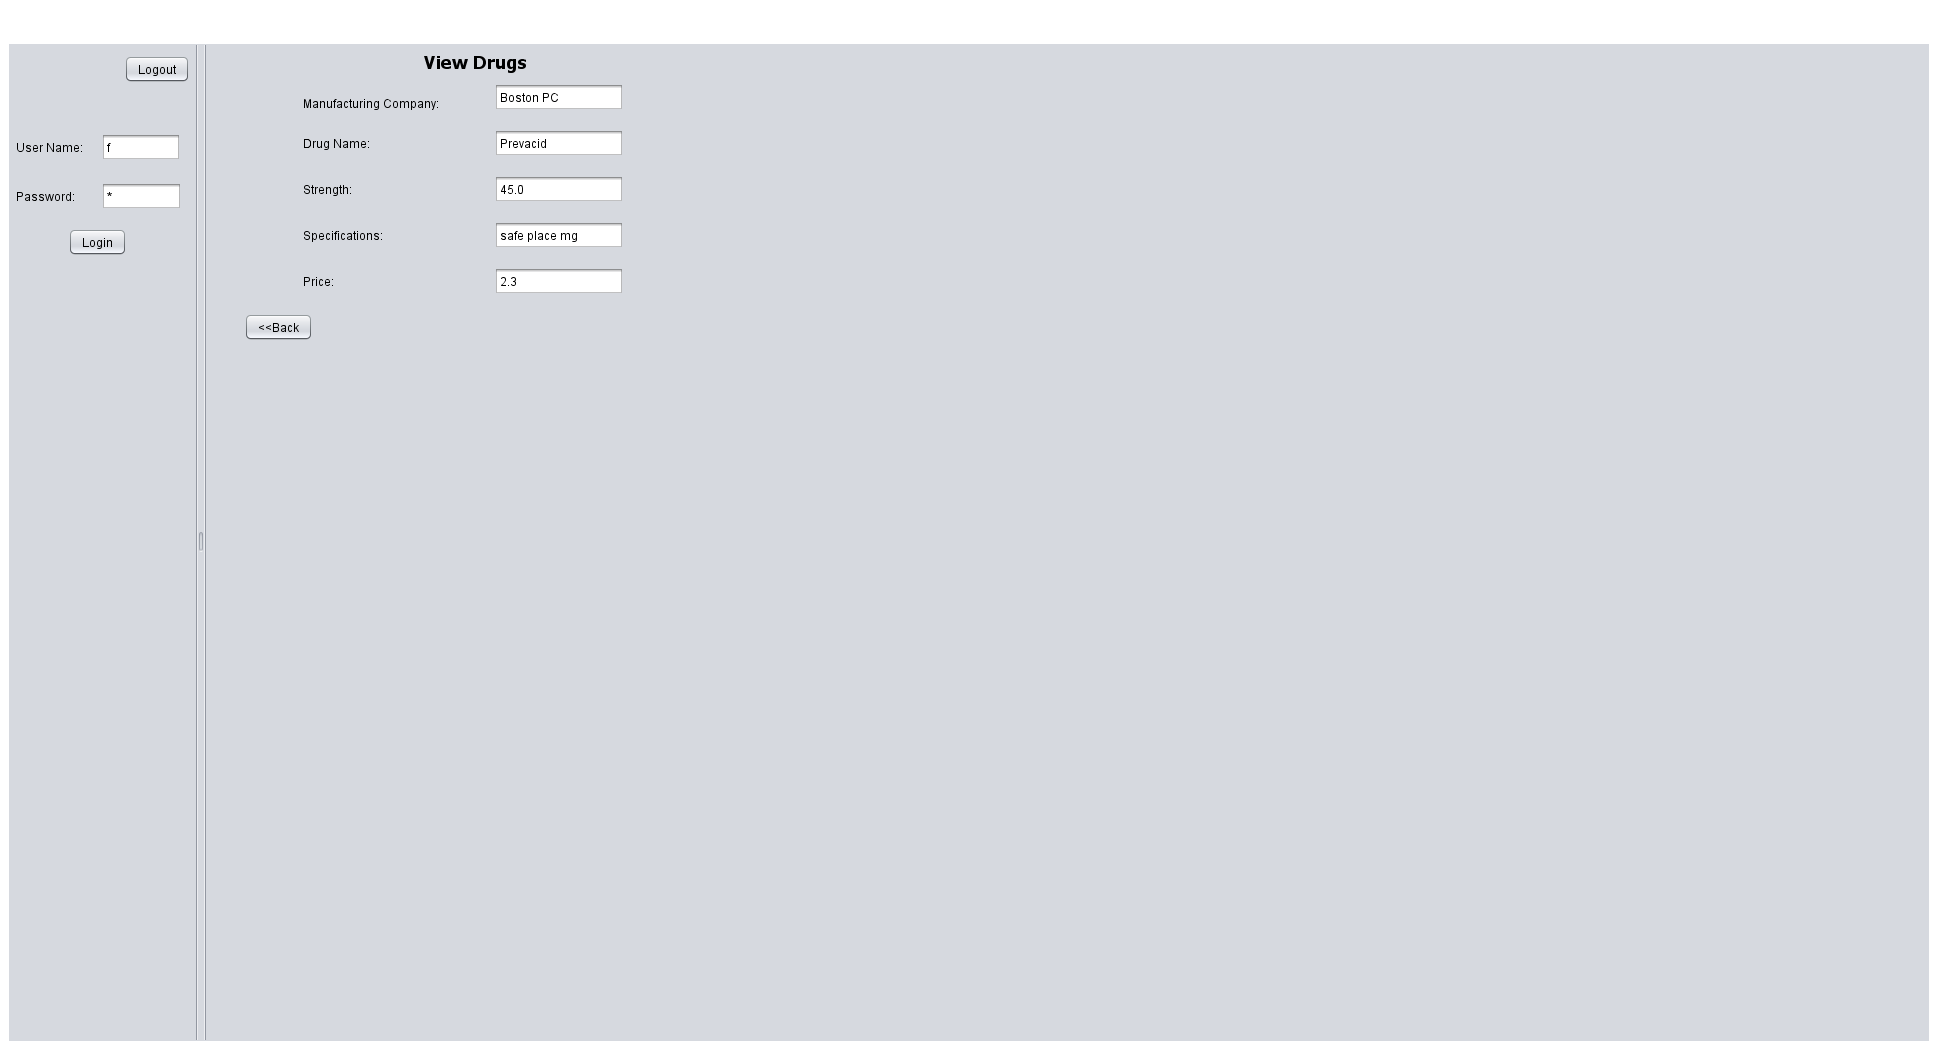 Logout
User Name: f
Password: *
Login
View Drugs
Manufacturing Company: Boston PC
Drug Name: Prevacid
Strength: 45.0
Specifications: safe place mg
Price: 2.3
<<Back